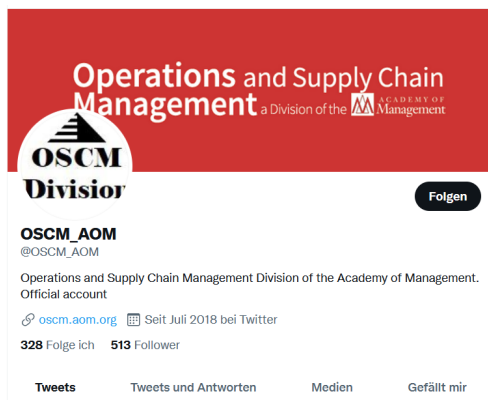 Operations and Supply Chain
Management a Division of the ACADEMY OF Management
OSCM
Division
Folgen
OSCM_AOM
@OSCM_AOM
Operations and Supply Chain Management Division of the Academy of Management.
Official account
oscm.aom.org Seit Juli 2018 bei Twitter
328 Folge ich 513 Follower
Tweets Tweets und Antworten Medien Gefällt mir